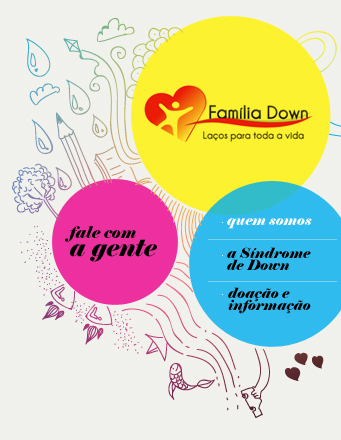 Família Down
Laços para toda a vida
fale com
a gente
quem somos
a Síndrome
de Down
doação e
informação